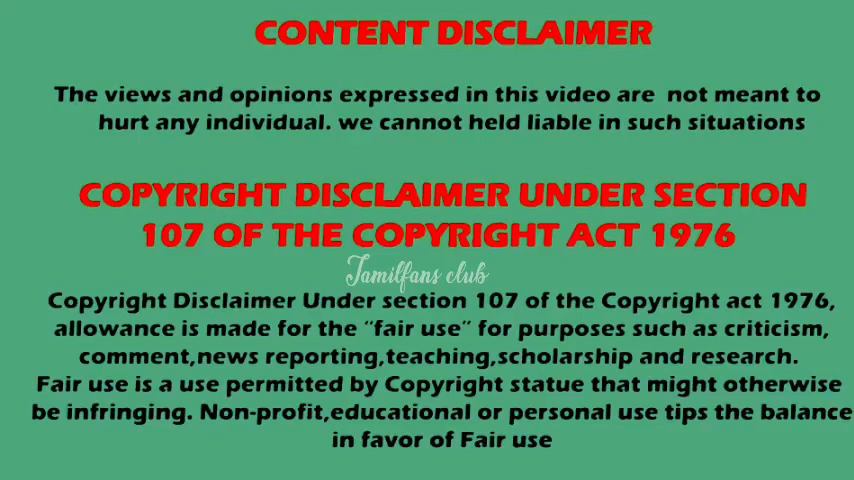 CONTENT DISCLAIMER
The views and opinions expressed in this video are not meant to
hurt any individual. we cannot held liable in such situations
COPYRIGHT DISCLAIMER UNDER SECTION
107 OF THE COPYRIGHT ACT 1976
Tamilfans club
Copyright Disclaimer Under section 107 of the Copyright act 1976,
allowance is made for the “fair use” for purposes such as criticism,
comment,news reporting,teaching,scholarship and research.
Fair use is a use permitted by Copyright statue that might otherwise
be infringing. Non-profit,educational or personal use tips the balance
in favor of Fair use